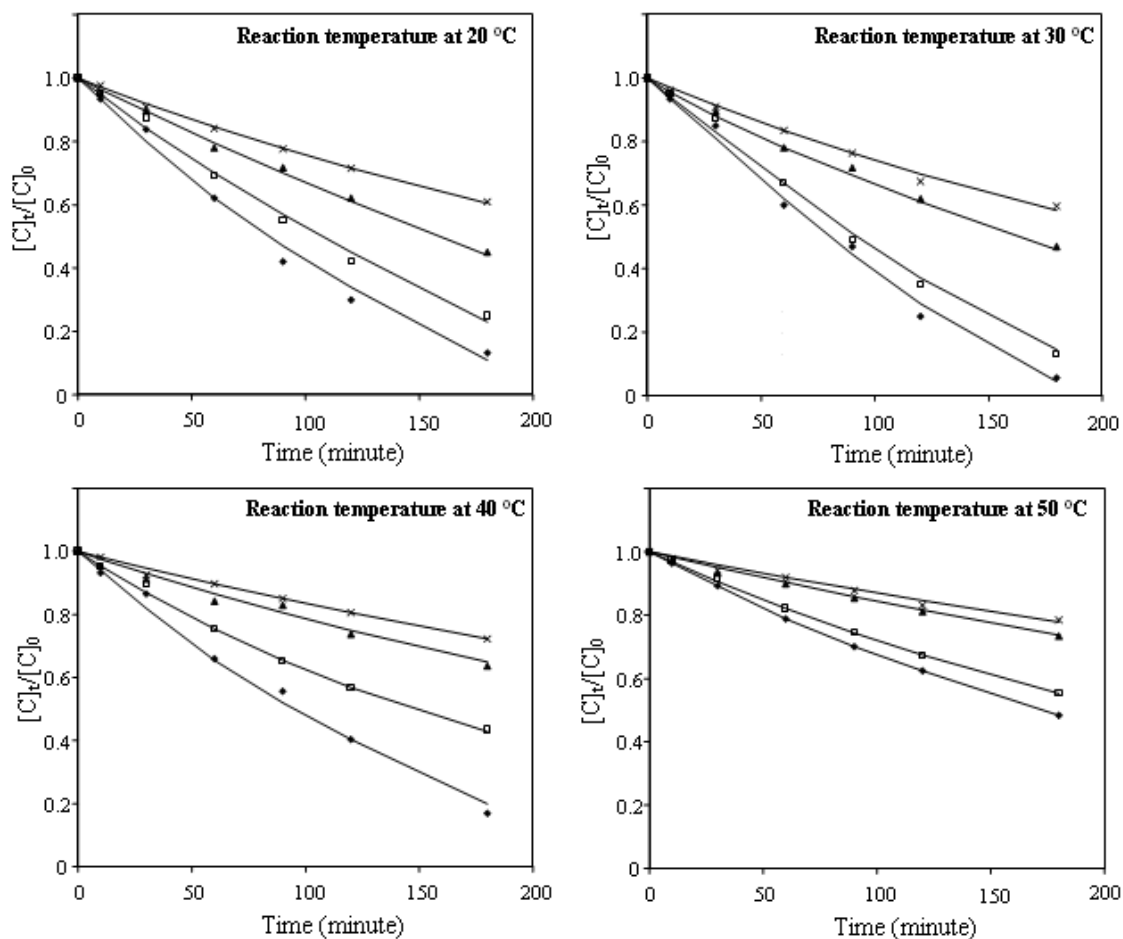 Reaction temperature at 20 °C
1.0
0.8
0.6
0.4
0.2
0
[C]t/[C]0
0 50 100 150 200
Time (minute)
Reaction temperature at 30 °C
1.0
0.8
0.6
0.4
0.2
0
[C]t/[C]0
0 50 100 150 200
Time (minute)
Reaction temperature at 40 °C
1.0
0.8
0.6
0.4
0.2
0
[C]t/[C]0
0 50 100 150 200
Time (minute)
Reaction temperature at 50 °C
1.0
0.8
0.6
0.4
0.2
0
[C]t/[C]0
0 50 100 150 200
Time (minute)